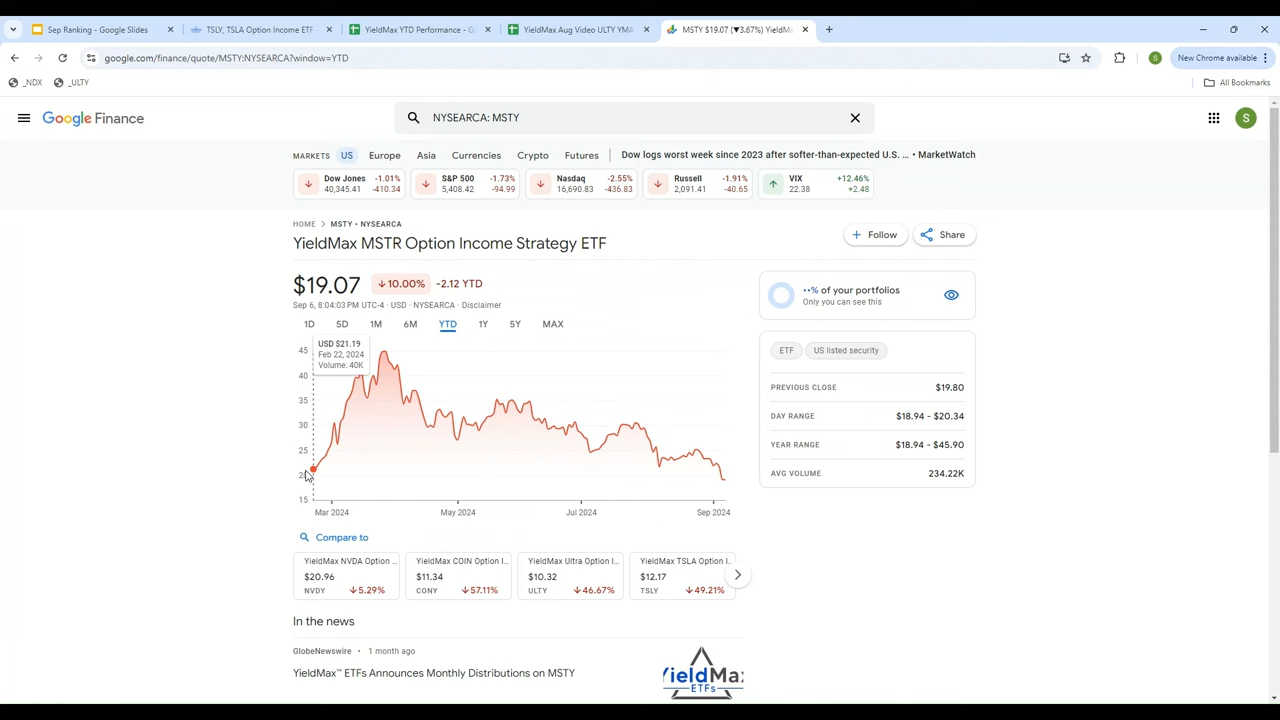 Sep Ranking - Google Slides
TSLY, TSLA Option Income ETF
YieldMax YTD Performance - G
YieldMax Aug Video ULTY YMA
MSTY $19.07 (▼3.67%) YieldM
google.com/finance/quote/MSTY:NYSEARCA?window=YTD
S
New Chrome available
_NDX
_ULTY
All Bookmarks
Google Finance
NYSEARCA: MSTY
S
MARKETS
US
Europe
Asia
Currencies
Crypto
Futures
Dow logs worst week since 2023 after softer-than-expected U.S. ... • MarketWatch
Dow Jones -1.01%
40,345.41 -410.34
S&P 500 -1.73%
5,408.42 -94.99
Nasdaq -2.55%
16,690.83 -436.83
Russell -1.91%
2,091.41 -40.65
VIX +12.46%
22.38 +2.48
HOME > MSTY • NYSEARCA
YieldMax MSTR Option Income Strategy ETF
Follow
Share
$19.07 ↓10.00% -2.12 YTD
Sep 6, 8:04:03 PM UTC-4 · USD · NYSEARCA · Disclaimer
1D 5D 1M 6M YTD 1Y 5Y MAX
USD $21.19
Feb 22, 2024
Volume: 40K
45
40
35
30
25
20
15
Mar 2024 May 2024 Jul 2024 Sep 2024
••% of your portfolios
Only you can see this
ETF
US listed security
PREVIOUS CLOSE $19.80
DAY RANGE $18.94 - $20.34
YEAR RANGE $18.94 - $45.90
AVG VOLUME 234.22K
Compare to
YieldMax NVDA Option ...
$20.96
NVDY ↓5.29%
YieldMax COIN Option I...
$11.34
CONY ↓57.11%
YieldMax Ultra Option I...
$10.32
ULTY ↓46.67%
YieldMax TSLA Option I...
$12.17
TSLY ↓49.21%
In the news
GlobeNewswire • 1 month ago
YieldMax™ ETFs Announces Monthly Distributions on MSTY
YieldMax
ETFs